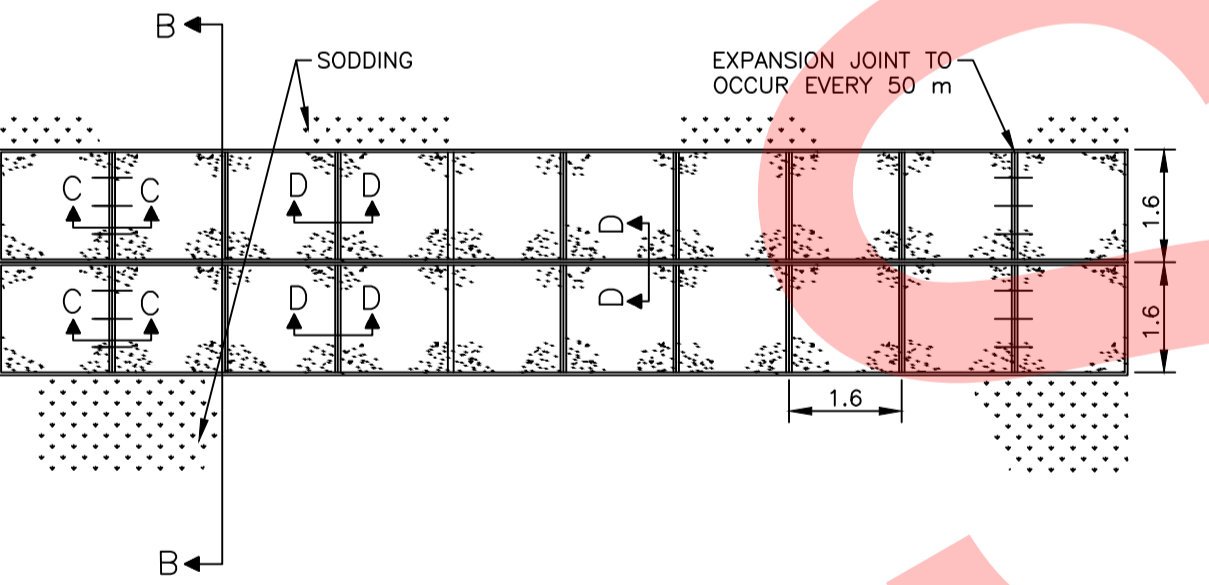 B
SODDING
EXPANSION JOINT TO
OCCUR EVERY 50 m
C C D D D 1.6
D
C C D D 1.6
1.6
B